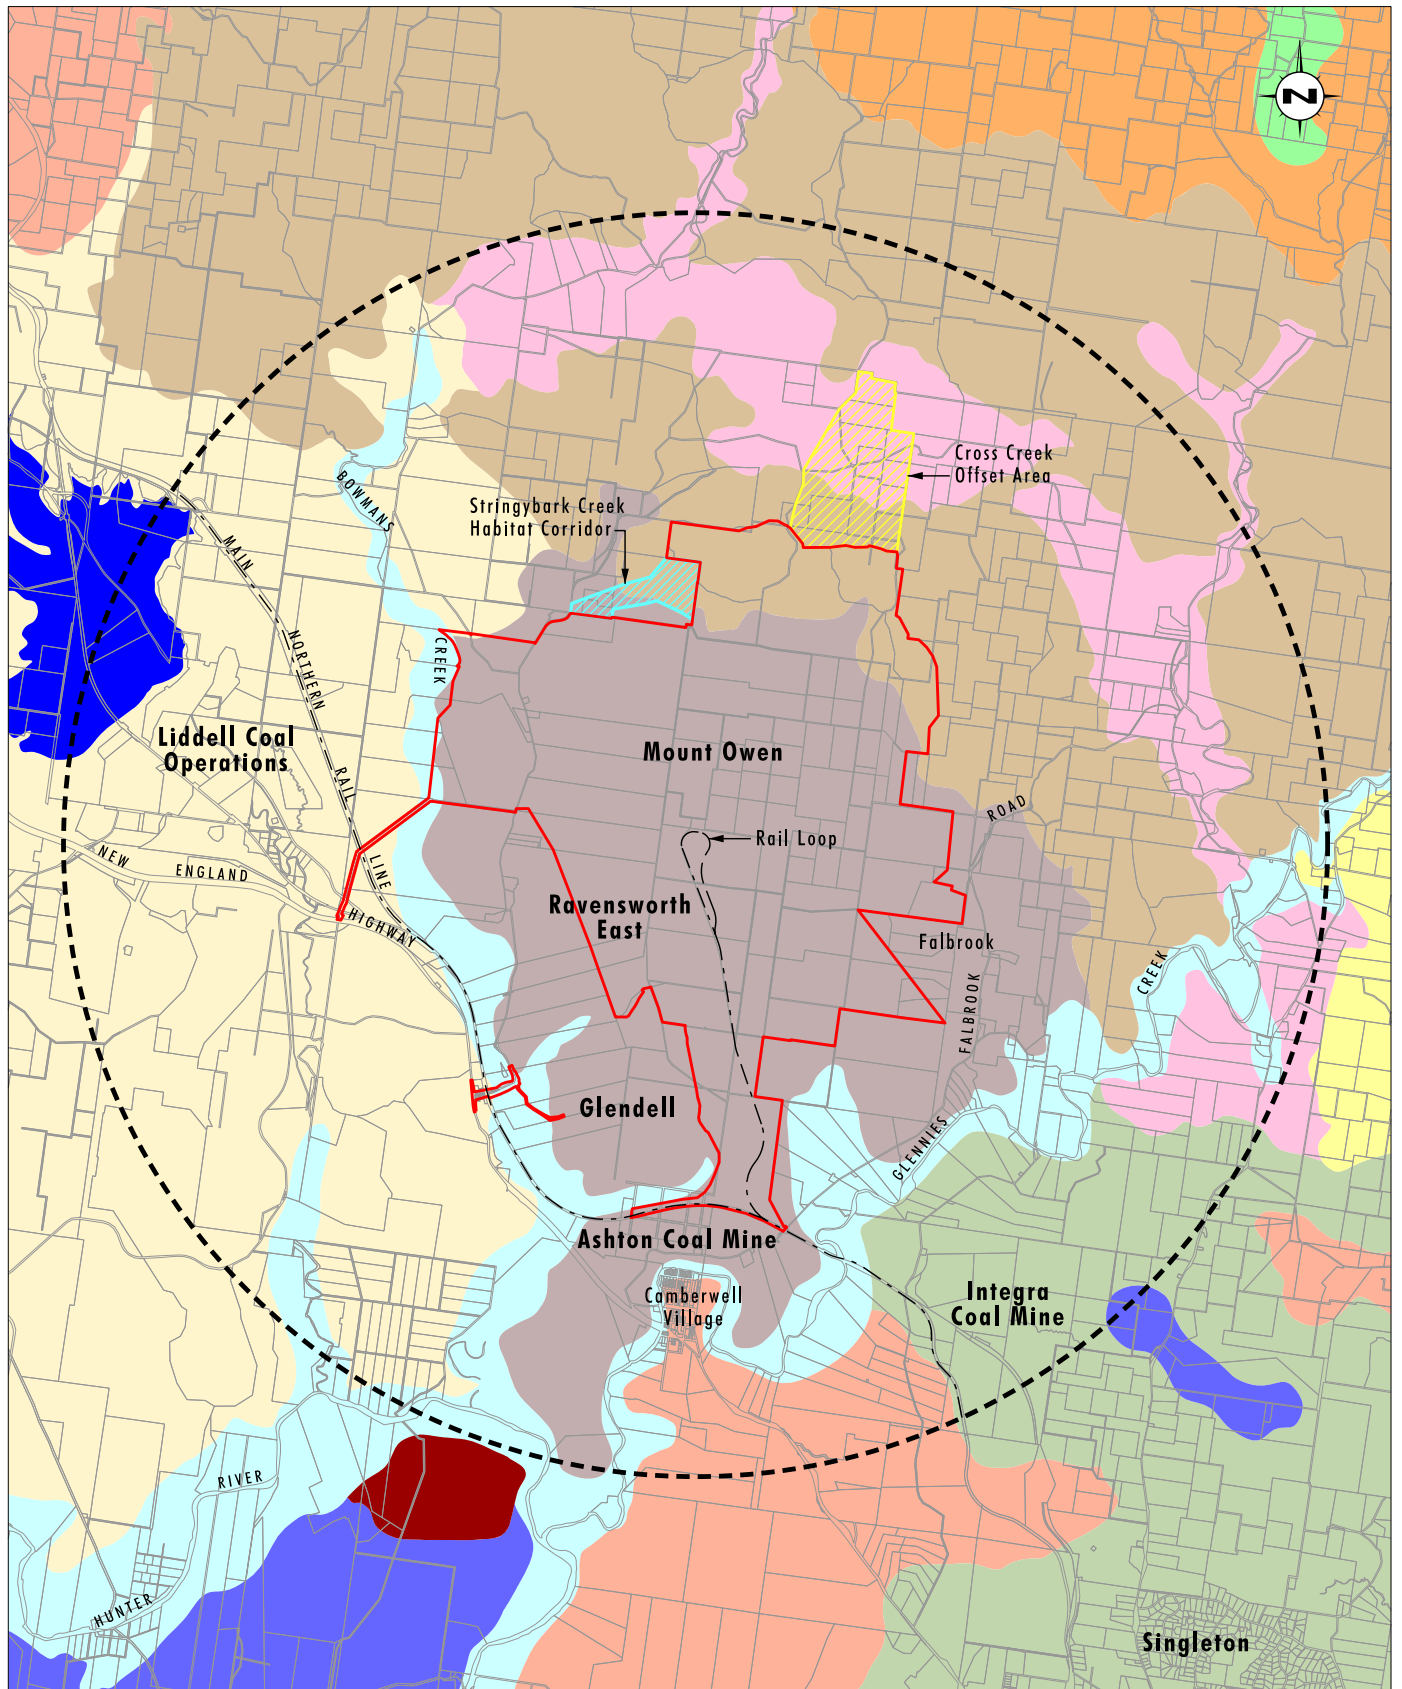 N
Cross Creek
Offset Area
Stringybark Creek
Habitat Corridor
BOWMANS
CREEK
MAIN
NORTHERN
RAIL
LINE
Liddell Coal
Operations
Mount Owen
Rail Loop
ROAD
NEW
ENGLAND
HIGHWAY
Ravensworth
East
Falbrook
FALBROOK
CREEK
GLENNIES
Glendell
Ashton Coal Mine
Camberwell
Village
Integra
Coal Mine
RIVER
HUNTER
Singleton